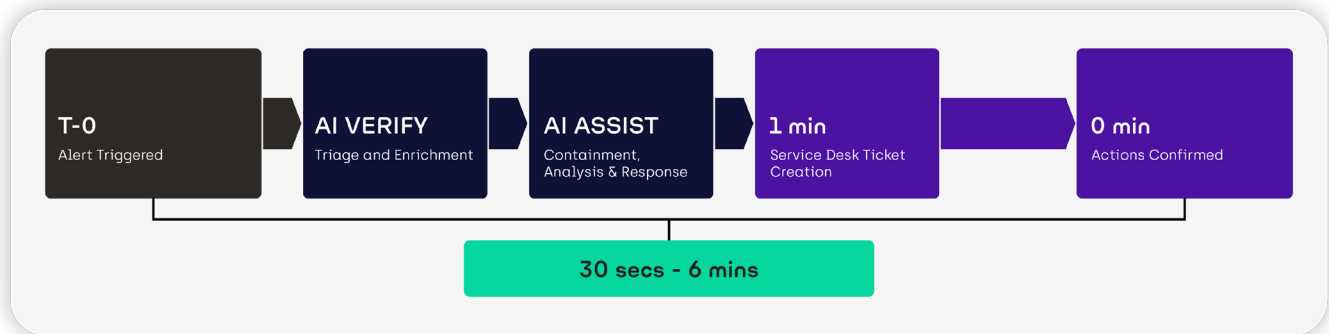 T-0
Alert Triggered
AI VERIFY
Triage and Enrichment
AI ASSIST
Containment,
Analysis & Response
1 min
Service Desk Ticket
Creation
0 min
Actions Confirmed
30 secs - 6 mins